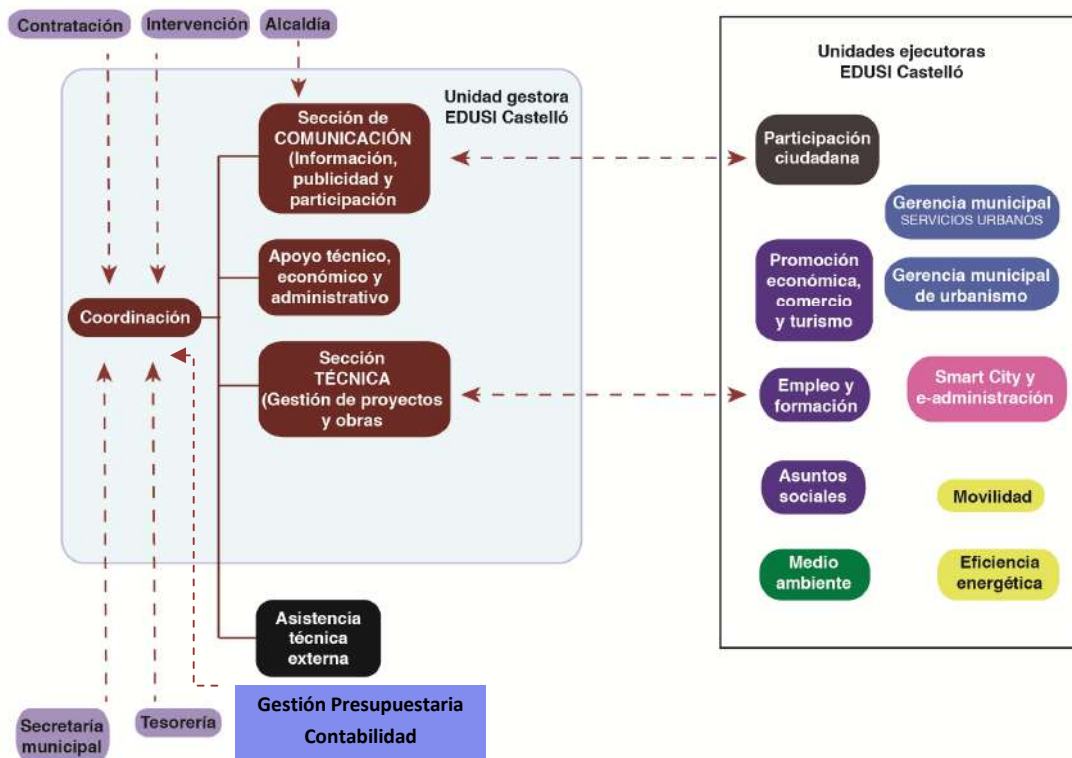 Contratación
Intervención
Alcaldía
Unidad gestora
EDUSI Castelló
Sección de
COMUNICACIÓN
(Información,
publicidad y
participación
Apoyo técnico,
económico y
administrativo
Coordinación
Sección
TÉCNICA
(Gestión de proyectos
y obras
Asistencia
técnica
externa
Gestión Presupuestaria
Contabilidad
Secretaría
municipal
Tesorería
Unidades ejecutoras
EDUSI Castelló
Participación
ciudadana
Gerencia municipal
SERVICIOS URBANOS
Promoción
económica,
comercio
y turismo
Gerencia municipal
de urbanismo
Empleo y
formación
Smart City y
e-administración
Asuntos
sociales
Movilidad
Medio
ambiente
Eficiencia
energética